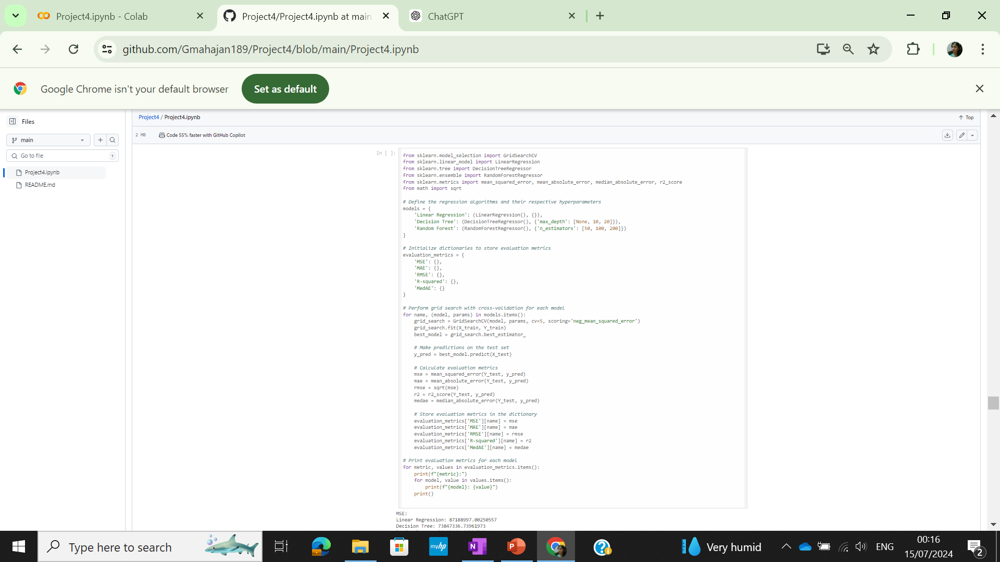 Project4.ipynb - Colab
Project4/Project4.ipynb at main
ChatGPT
github.com/Gmahajan189/Project4/blob/main/Project4.ipynb
Google Chrome isn't your default browser
Set as default
Files
main
Go to file
t
Project4.ipynb
README.md
Project4 / Project4.ipynb
Top
2 MB
Code 55% faster with GitHub Copilot
In [ ]:
from sklearn.model_selection import GridSearchCV
from sklearn.linear_model import LinearRegression
from sklearn.tree import DecisionTreeRegressor
from sklearn.ensemble import RandomForestRegressor
from sklearn.metrics import mean_squared_error, mean_absolute_error, median_absolute_error, r2_score
from math import sqrt
# Define the regression algorithms and their respective hyperparameters
models = {
'Linear Regression': (LinearRegression(), {}),
'Decision Tree': (DecisionTreeRegressor(), {'max_depth': [None, 10, 20]}),
'Random Forest': (RandomForestRegressor(), {'n_estimators': [50, 100, 200]})
}
# Initialize dictionaries to store evaluation metrics
evaluation_metrics = {
'MSE': {},
'MAE': {},
'RMSE': {},
'R-squared': {},
'MedAE': {}
}
# Perform grid search with cross-validation for each model
for name, (model, params) in models.items():
grid_search = GridSearchCV(model, params, cv=5, scoring='neg_mean_squared_error')
grid_search.fit(X_train, Y_train)
best_model = grid_search.best_estimator_
# Make predictions on the test set
y_pred = best_model.predict(X_test)
# Calculate evaluation metrics
mse = mean_squared_error(Y_test, y_pred)
mae = mean_absolute_error(Y_test, y_pred)
rmse = sqrt(mse)
r2 = r2_score(Y_test, y_pred)
medae = median_absolute_error(Y_test, y_pred)
# Store evaluation metrics in the dictionary
evaluation_metrics['MSE'][name] = mse
evaluation_metrics['MAE'][name] = mae
evaluation_metrics['RMSE'][name] = rmse
evaluation_metrics['R-squared'][name] = r2
evaluation_metrics['MedAE'][name] = medae
# Print evaluation metrics for each model
for metric, values in evaluation_metrics.items():
print(f"{metric}:")
for model, value in values.items():
print(f"{model}: {value}")
print()
MSE:
Linear Regression: 87188997.00250557
Decision Tree: 73847336.73961973
Type here to search
myhp
N
P
Very humid
ENG
00:16
15/07/2024
2